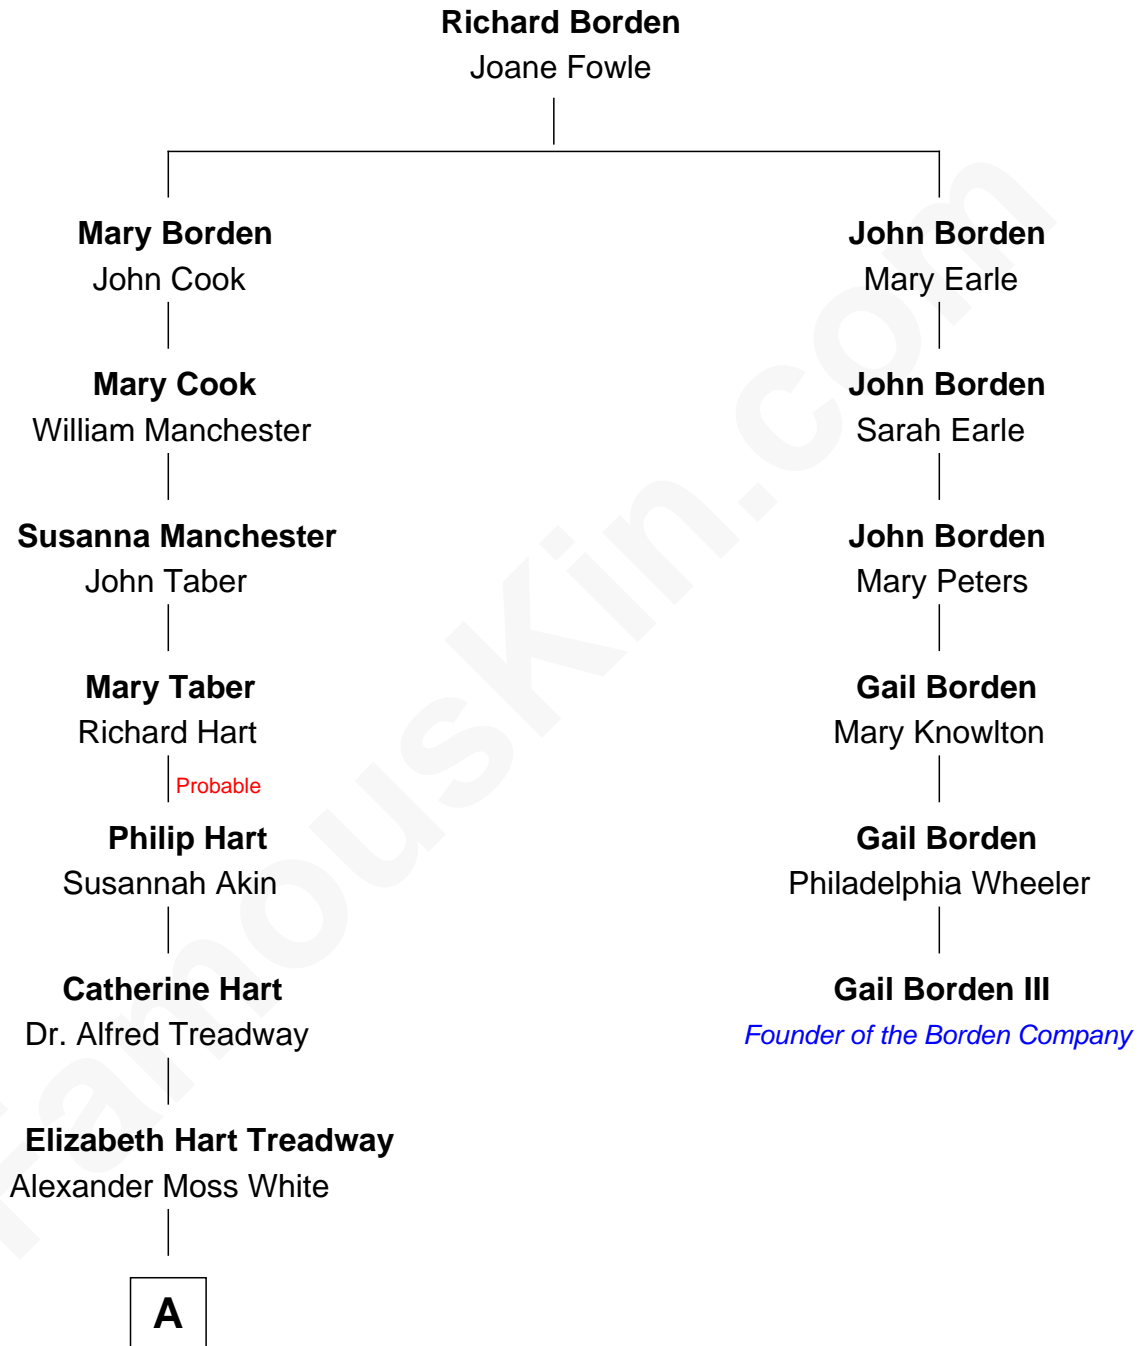 Richard Borden
Joane Fowle
Mary Borden
John Cook
John Borden
Mary Earle
Mary Cook
William Manchester
John Borden
Sarah Earle
Susanna Manchester
John Taber
John Borden
Mary Peters
Mary Taber
Richard Hart
Gail Borden
Mary Knowlton
Probable
Philip Hart
Susannah Akin
Gail Borden
Philadelphia Wheeler
Catherine Hart
Dr. Alfred Treadway
Gail Borden III
Founder of the Borden Company
Elizabeth Hart Treadway
Alexander Moss White
A
FamousKin.com